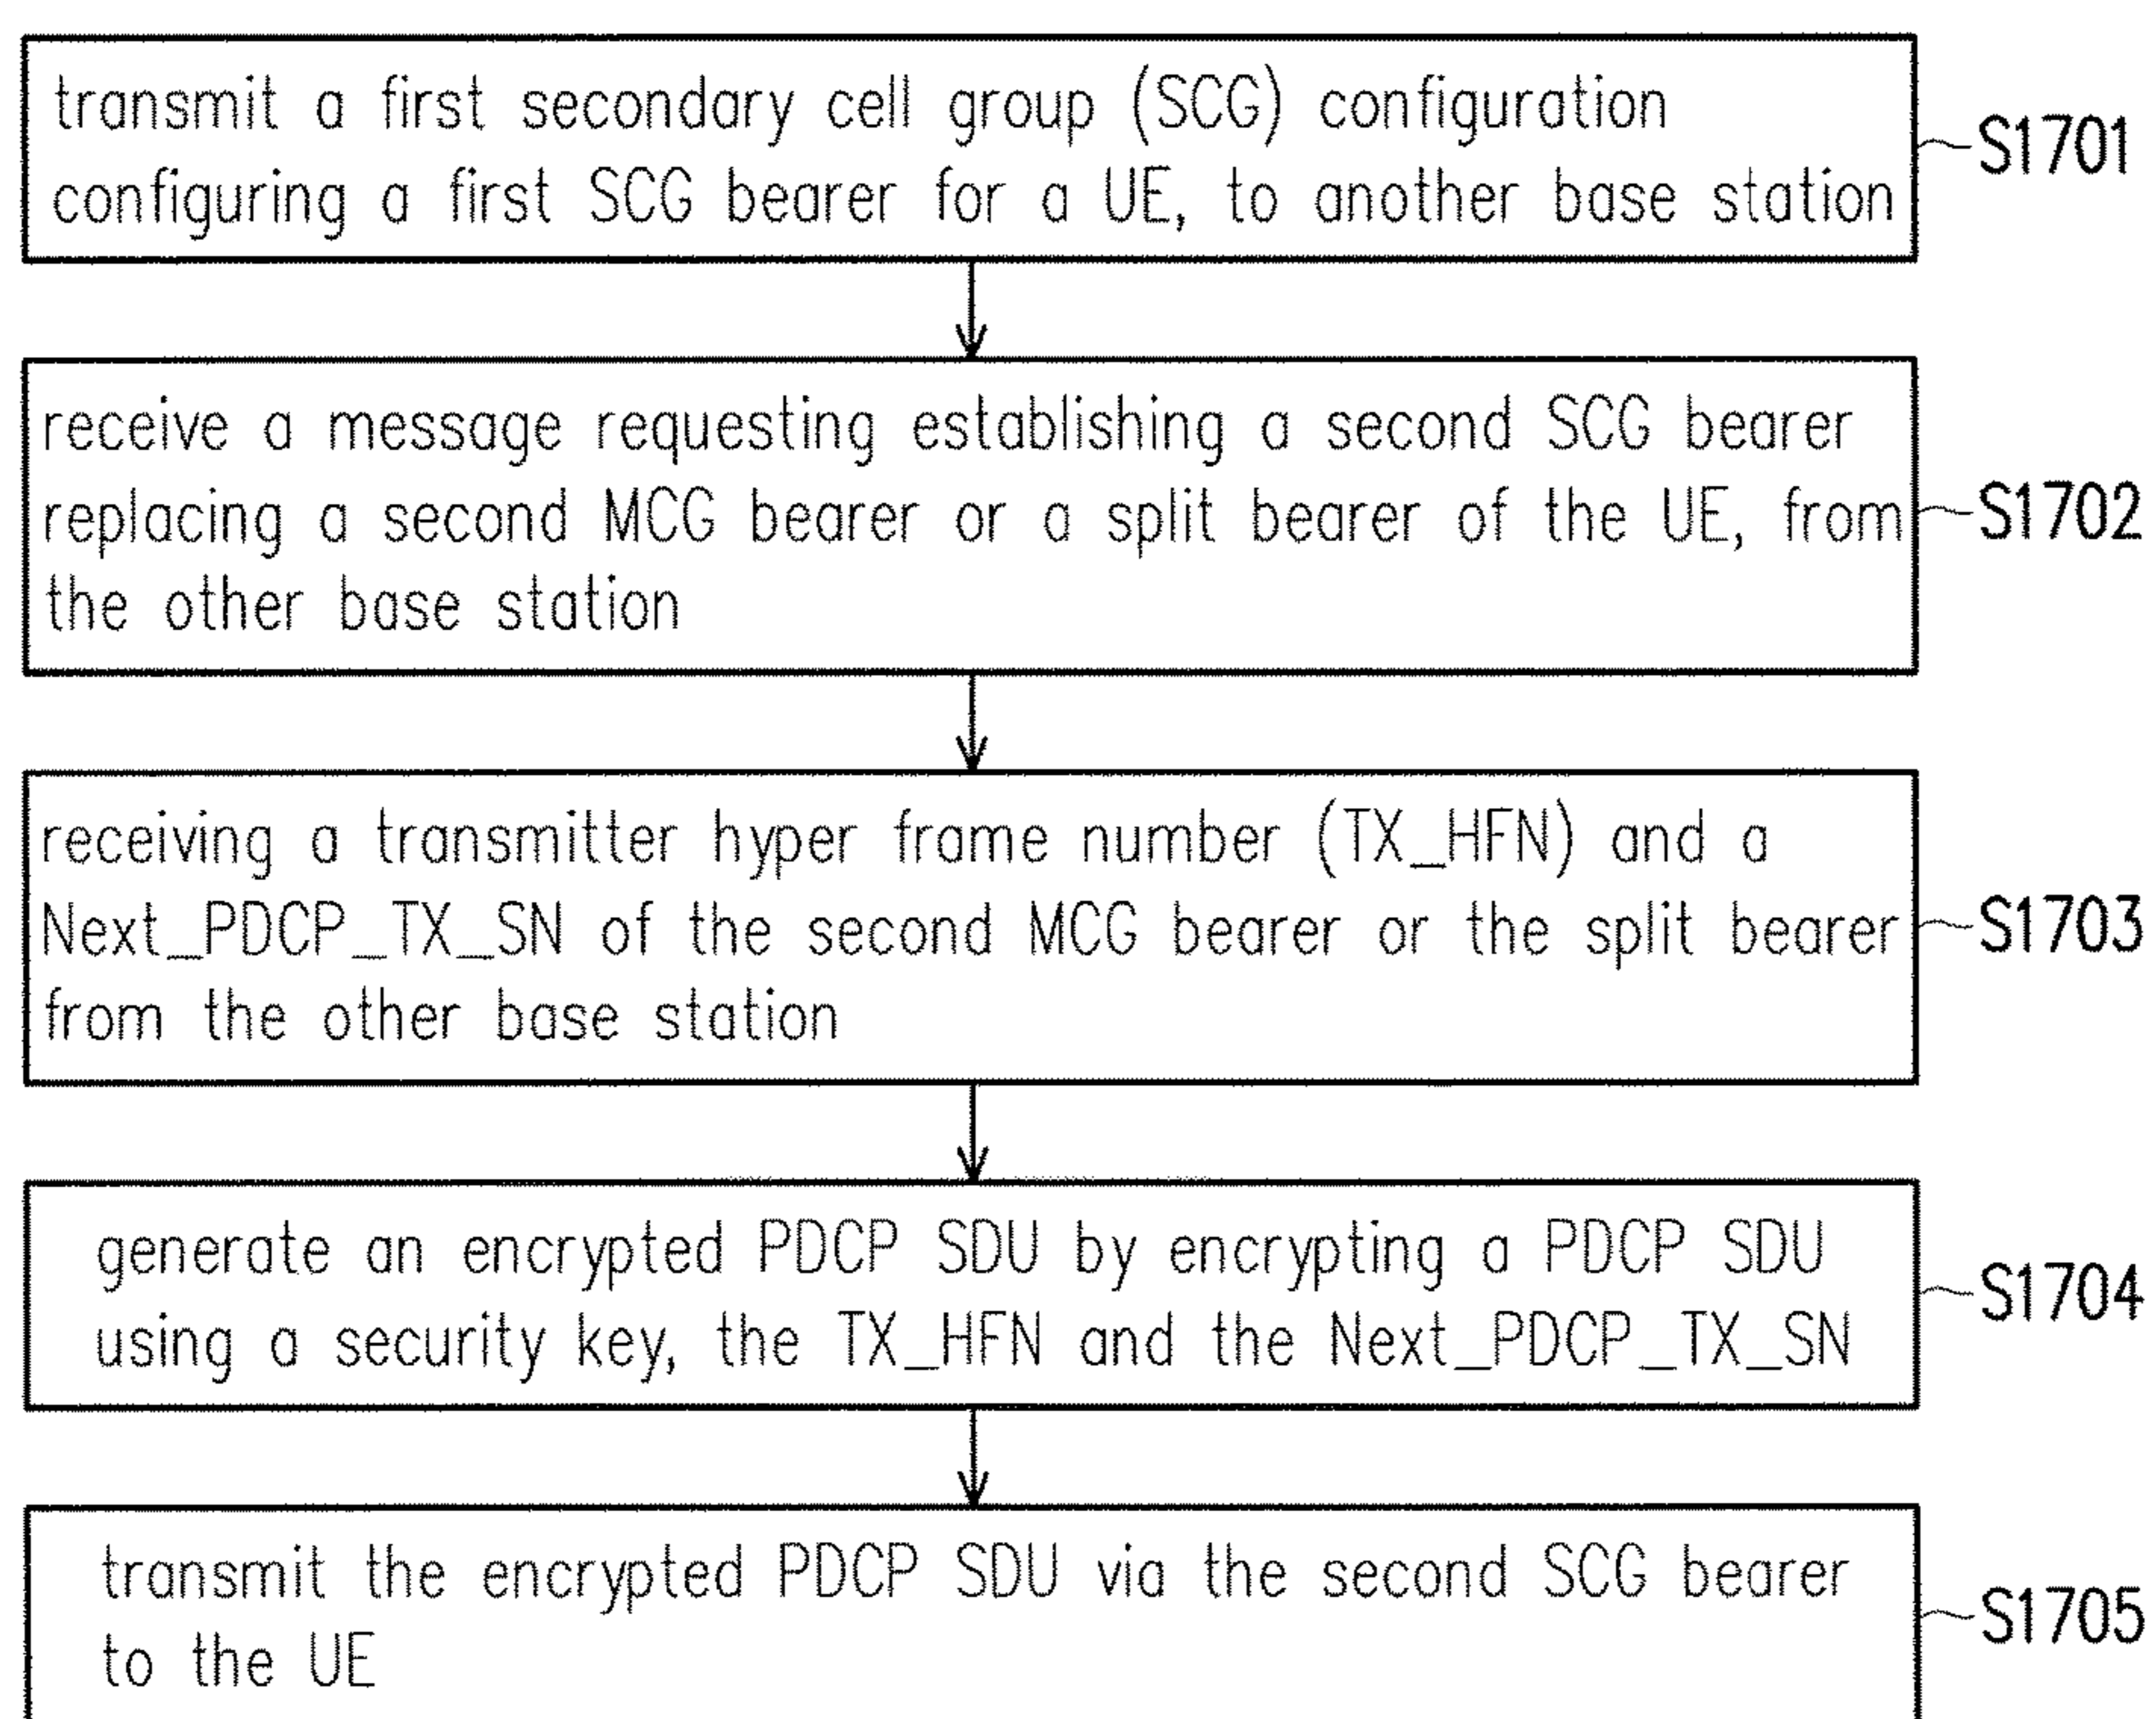 transmit a first secondary cell group (SCG) configuration
configuring a first SCG bearer for a UE, to another base station
S1701
receive a message requesting establishing a second SCG bearer
replacing a second MCG bearer or a split bearer of the UE, from
the other base station
S1702
receiving a transmitter hyper frame number (TX_HFN) and a
Next_PDCP_TX_SN of the second MCG bearer or the split bearer
from the other base station
S1703
generate an encrypted PDCP SDU by encrypting a PDCP SDU
using a security key, the TX_HFN and the Next_PDCP_TX_SN
S1704
transmit the encrypted PDCP SDU via the second SCG bearer
to the UE
S1705